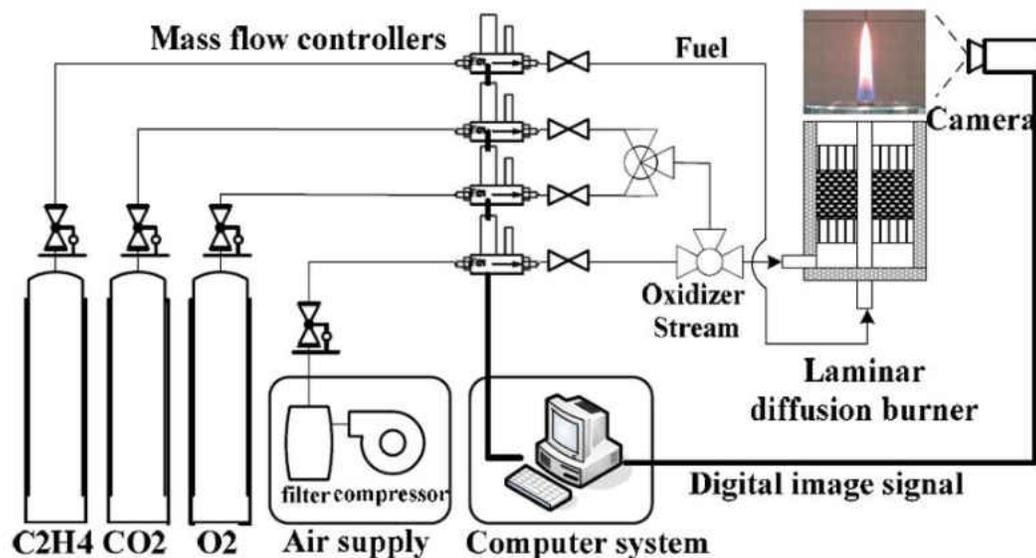 Mass flow controllers
Fuel
Camera
Oxidizer
Stream
Laminar
diffusion burner
filter
compressor
Digital image signal
C2H4
CO2
O2
Air supply
Computer system